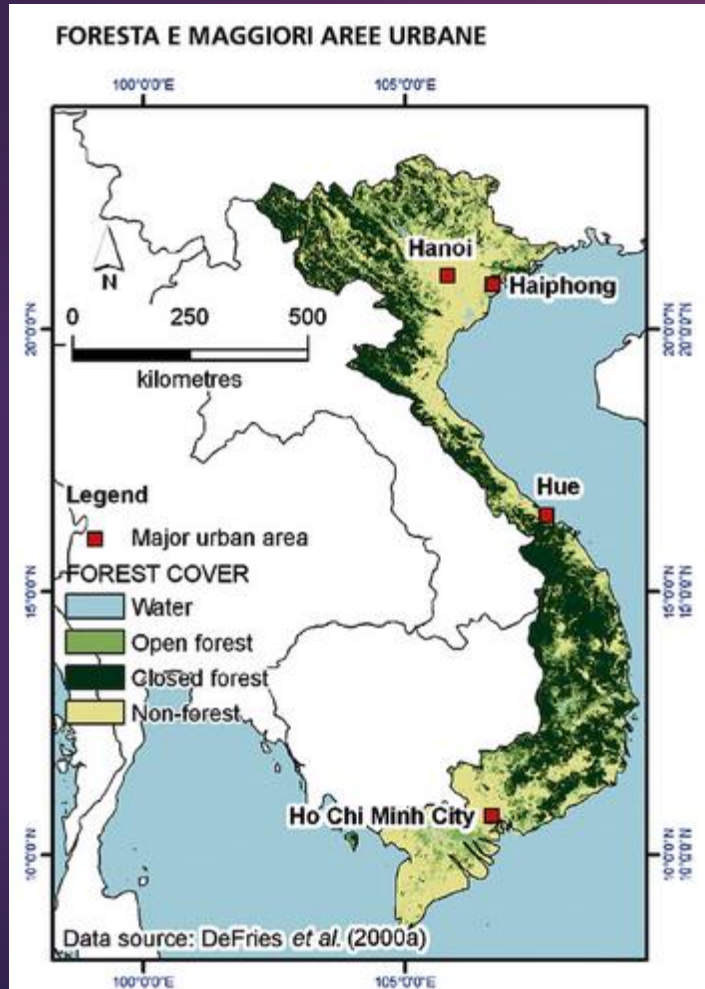 FORESTA E MAGGIORI AREE URBANE
100°0'0"E 105°0'0"E
Hanoi
Haiphong
N
0 250 500
kilometres
20°0'0"N 20°0'0"N
Hue
Legend
Major urban area
FOREST COVER
Water
15°0'0"N 15°0'0"N
Open forest
Closed forest
Non-forest
Ho Chi Minh City
10°0'0"N 10°0'0"N
Data source: DeFries et al. (2000a)
100°0'0"E 105°0'0"E